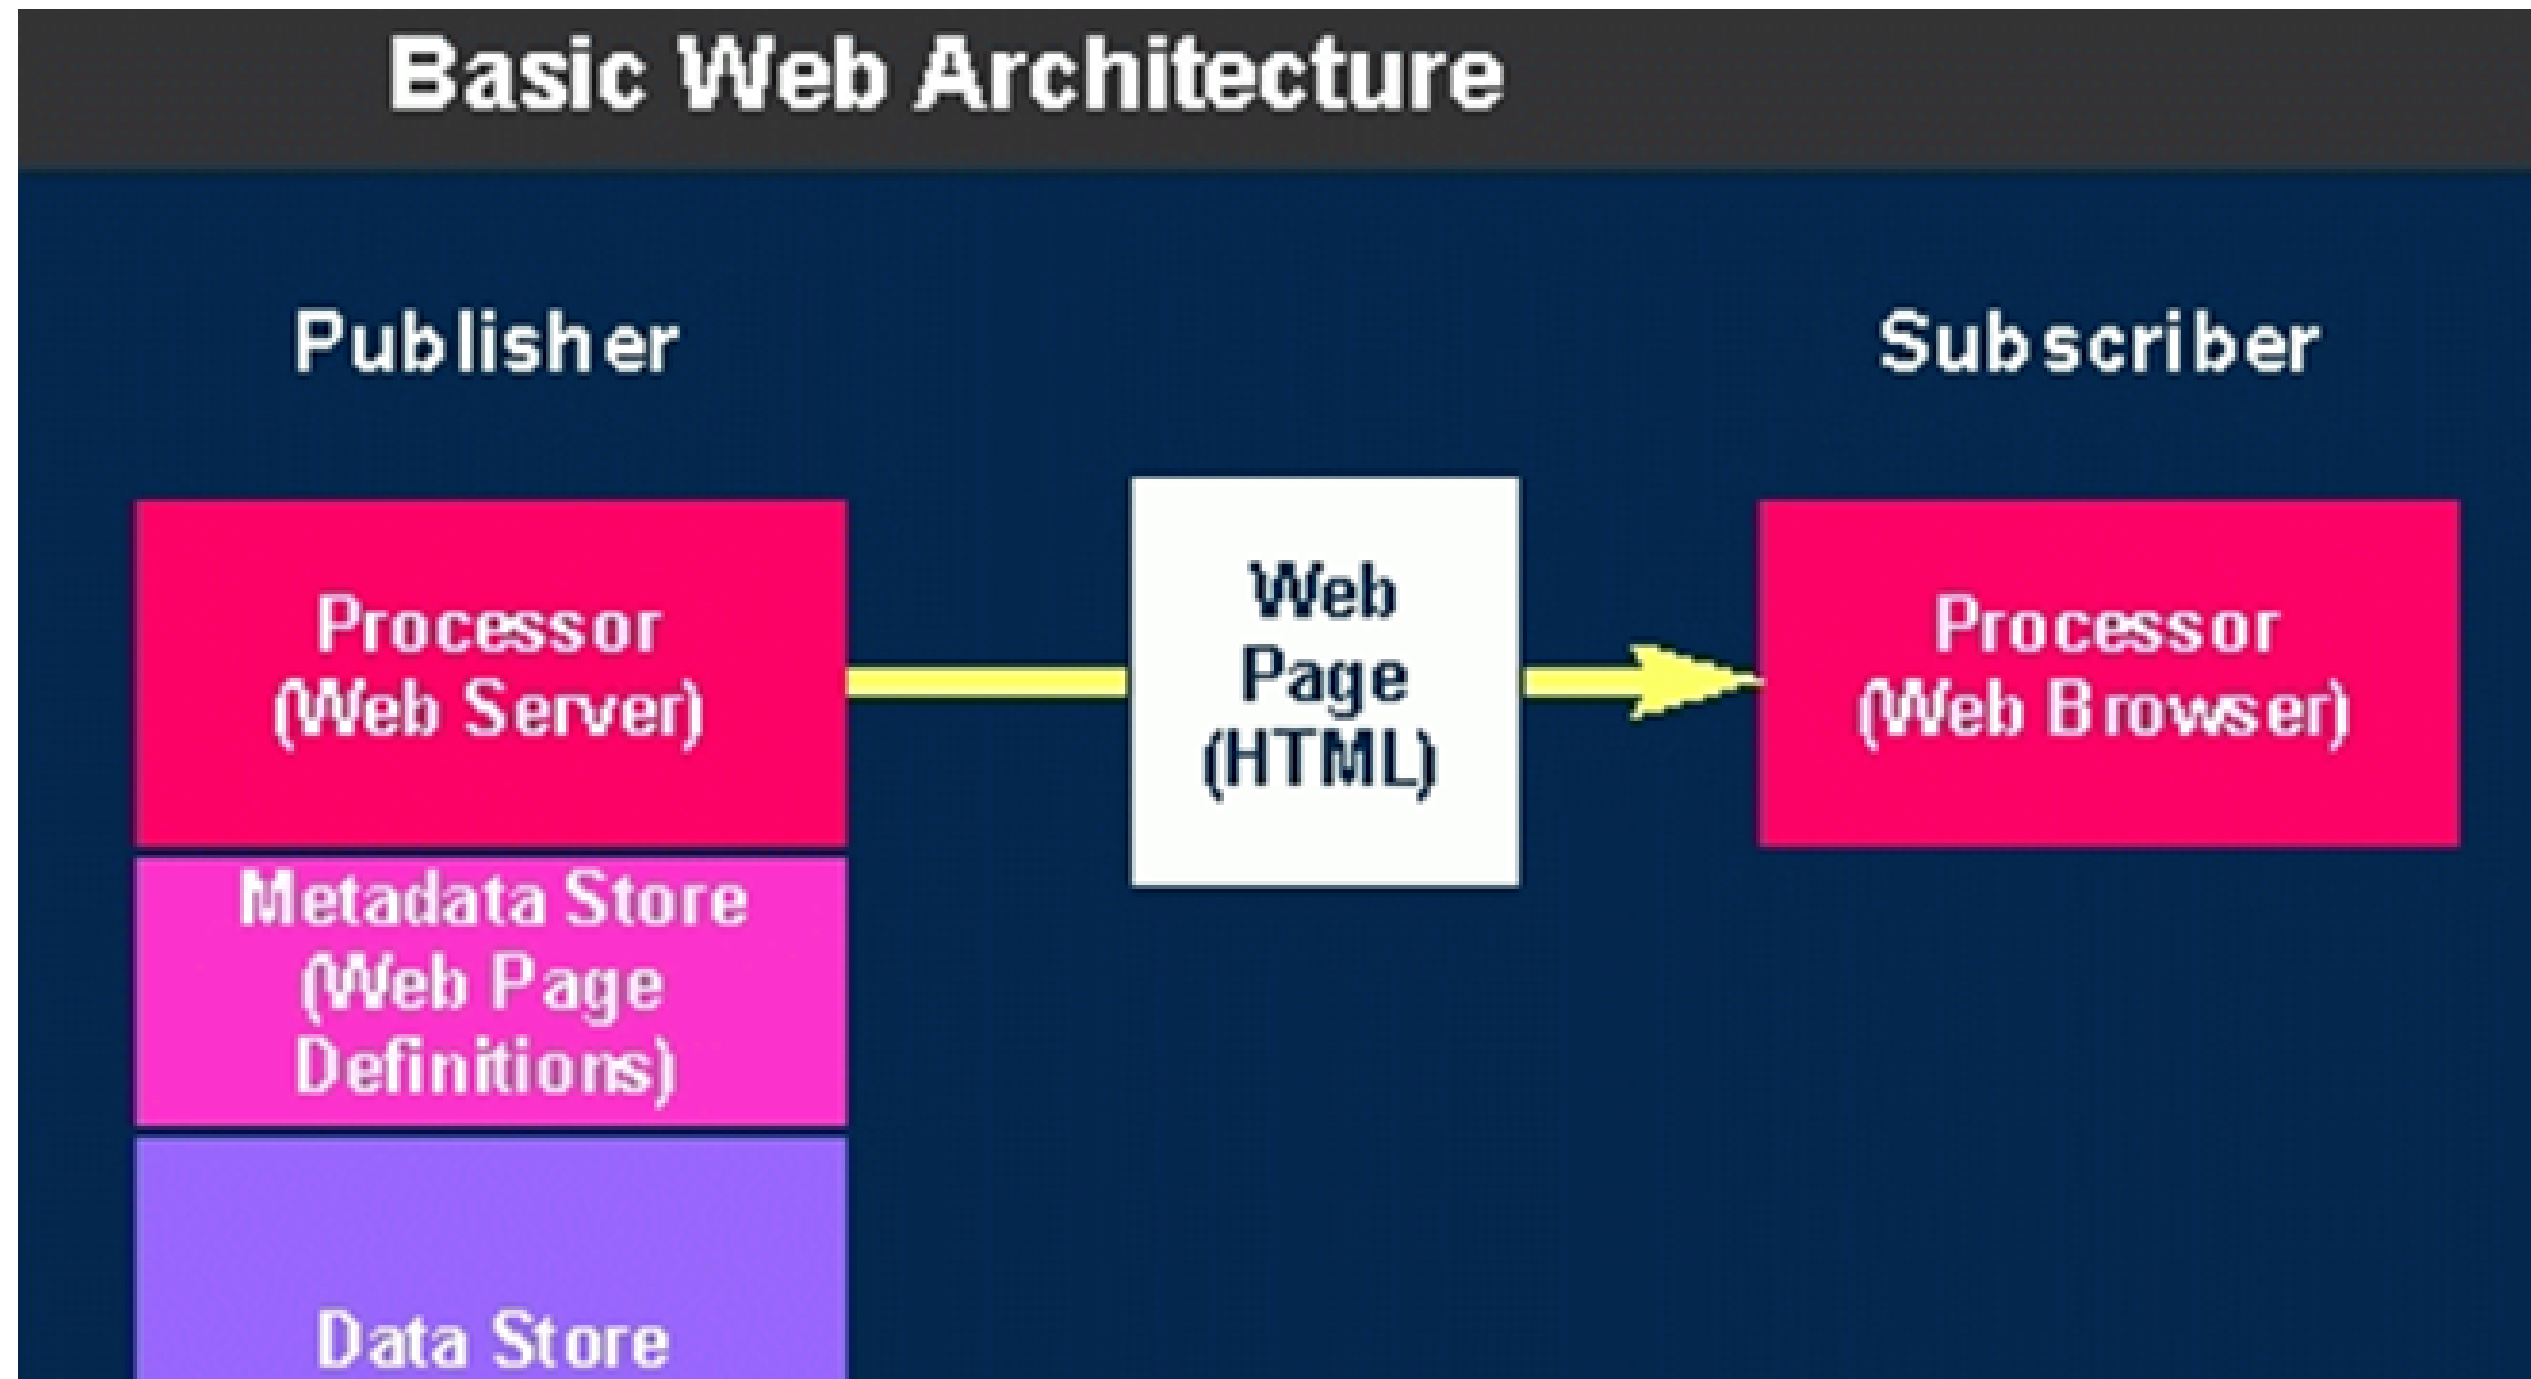 Basic Web Architecture
Publisher
Subscriber
Processor
(Web Server)
Web
Page
(HTML)
Processor
(Web Browser)
Metadata Store
(Web Page
Definitions)
Data Store